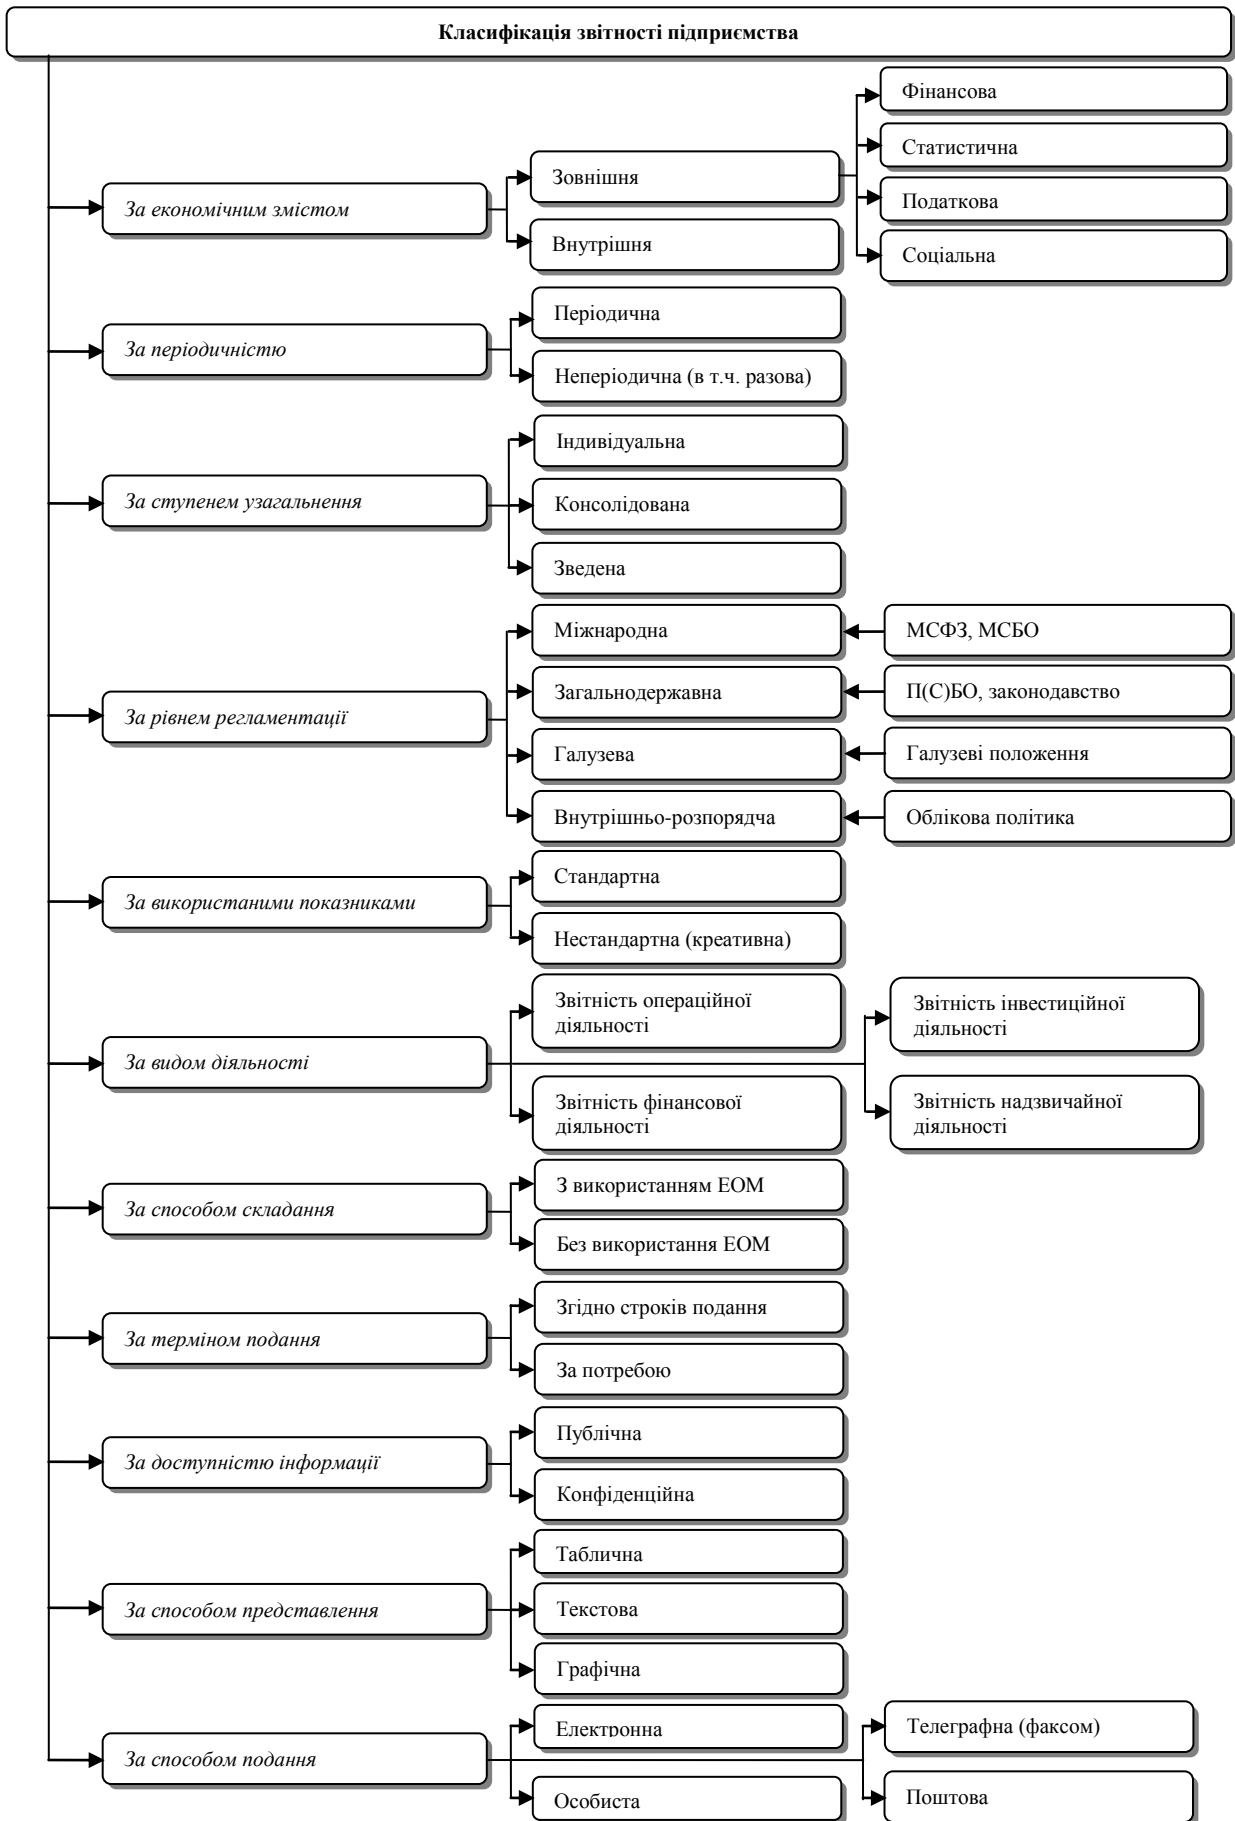 Класифікація звітності підприємства
За економічним змістом
Зовнішня
Внутрішня
Фінансова
Статистична
Податкова
Соціальна
За періодичністю
Періодична
Неперіодична (в т.ч. разова)
За ступенем узагальнення
Індивідуальна
Консолідована
Зведена
За рівнем регламентації
Міжнародна
МСФЗ, МСБО
Загальнодержавна
П(С)БО, законодавство
Галузева
Галузеві положення
Внутрішньо-розпорядча
Облікова політика
За використаними показниками
Стандартна
Нестандартна (креативна)
За видом діяльності
Звітність операційної
діяльності
Звітність фінансової
діяльності
Звітність інвестиційної
діяльності
Звітність надзвичайної
діяльності
За способом складання
З використанням ЕОМ
Без використання ЕОМ
За терміном подання
Згідно строків подання
За потребою
За доступністю інформації
Публічна
Конфіденційна
За способом представлення
Таблична
Текстова
Графічна
За способом подання
Електронна
Особиста
Телеграфна (факсом)
Поштова